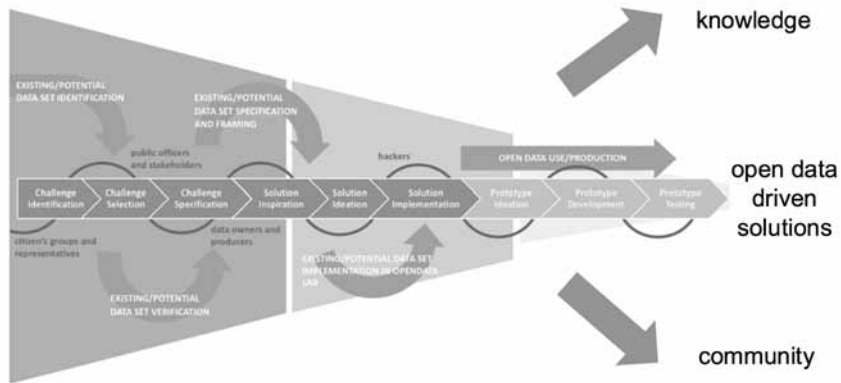 knowledge
EXISTING/POTENTIAL
DATA SET IDENTIFICATION
EXISTING/POTENTIAL
DATA SET SPECIFICATION
AND FRAMING
public officers
and stakeholders
hackers
OPEN DATA USE/PRODUCTION
Challenge
Identification
Challenge
Selection
Challenge
Specification
Solution
Inspiration
Solution
Ideation
Solution
Implementation
Prototype
Ideation
Prototype
Development
Prototype
Testing
open data
driven
solutions
citizen's groups and
representatives
data owners and
producers
EXISTING/POTENTIAL DATA SET
IMPLEMENTATION IN OPENDATA
LAB
EXISTING/POTENTIAL
DATA SET VERIFICATION
community